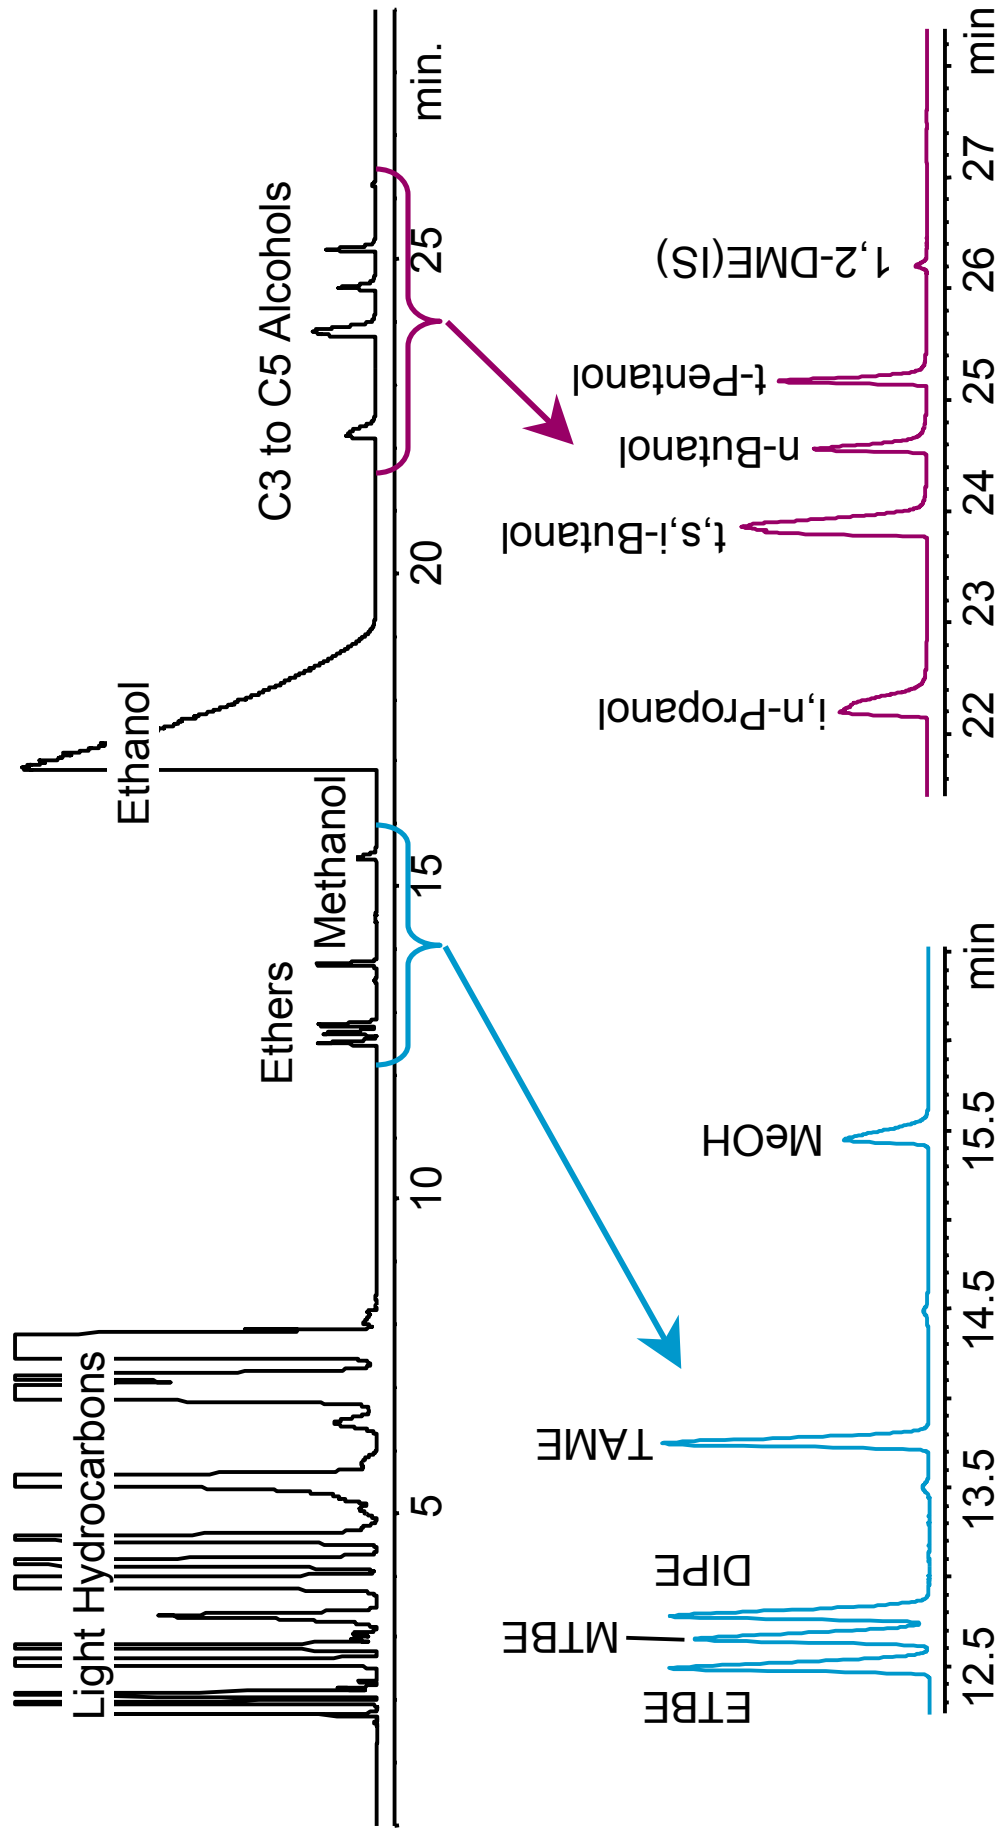 Light Hydrocarbons
Ethers
Methanol
Ethanol
C3 to C5 Alcohols
5
10
15
20
25
min.
ETBE
MTBE
DIPE
TAME
MeOH
12.5
13.5
14.5
15.5
min
i,n-Propanol
t,s,i-Butanol
n-Butanol
t-Pentanol
1,2-DME(IS)
22
23
24
25
26
27
min